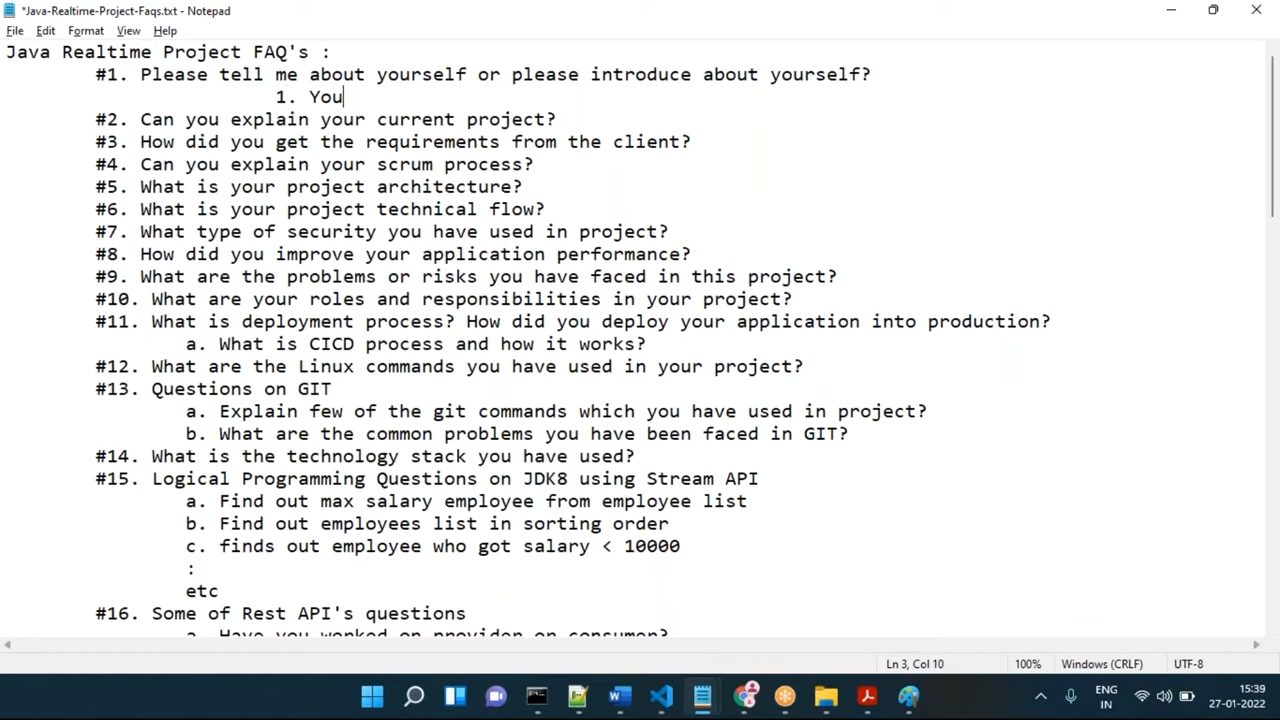 *Java-Realtime-Project-Faqs.txt - Notepad
File Edit Format View Help
Java Realtime Project FAQ's :
#1. Please tell me about yourself or please introduce about yourself?
1. You
#2. Can you explain your current project?
#3. How did you get the requirements from the client?
#4. Can you explain your scrum process?
#5. What is your project architecture?
#6. What is your project technical flow?
#7. What type of security you have used in project?
#8. How did you improve your application performance?
#9. What are the problems or risks you have faced in this project?
#10. What are your roles and responsibilities in your project?
#11. What is deployment process? How did you deploy your application into production?
a. What is CICD process and how it works?
#12. What are the Linux commands you have used in your project?
#13. Questions on GIT
a. Explain few of the git commands which you have used in project?
b. What are the common problems you have been faced in GIT?
#14. What is the technology stack you have used?
#15. Logical Programming Questions on JDK8 using Stream API
a. Find out max salary employee from employee list
b. Find out employees list in sorting order
c. finds out employee who got salary < 10000
:
etc
#16. Some of Rest API's questions
a. Have you worked on provider or consumer?
Ln 3, Col 10 100% Windows (CRLF) UTF-8
ENG 15:39
IN 27-01-2022